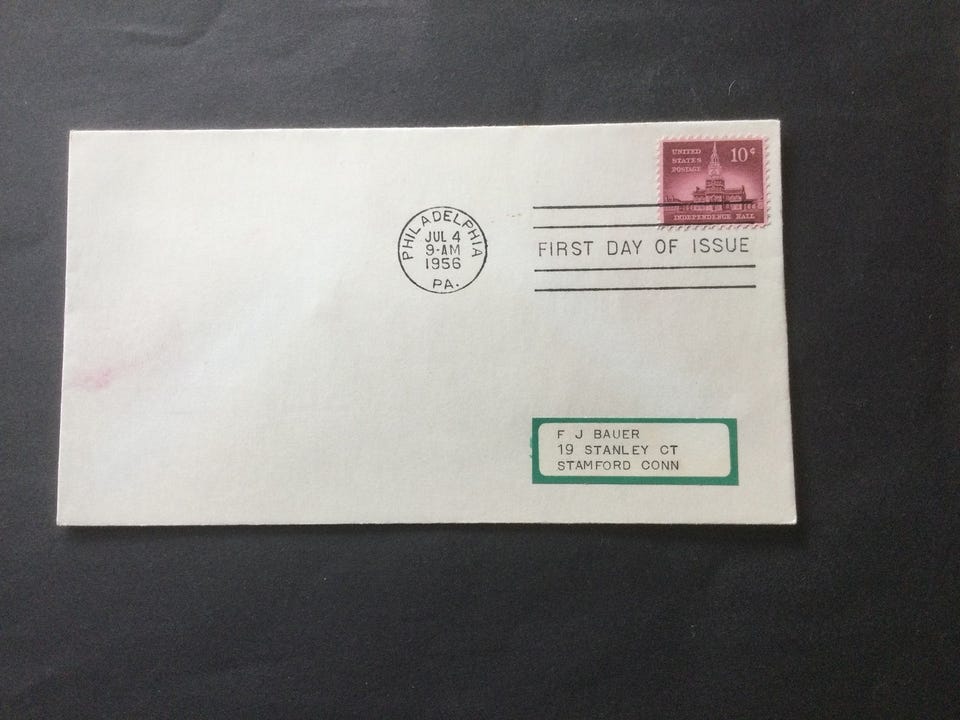 UNITED
STATES
POSTAGE
10¢
INDEPENDENCE HALL
PHILADELPHIA
JUL 4
9-AM
1956
PA.
FIRST DAY OF ISSUE
F J BAUER
19 STANLEY CT
STAMFORD CONN